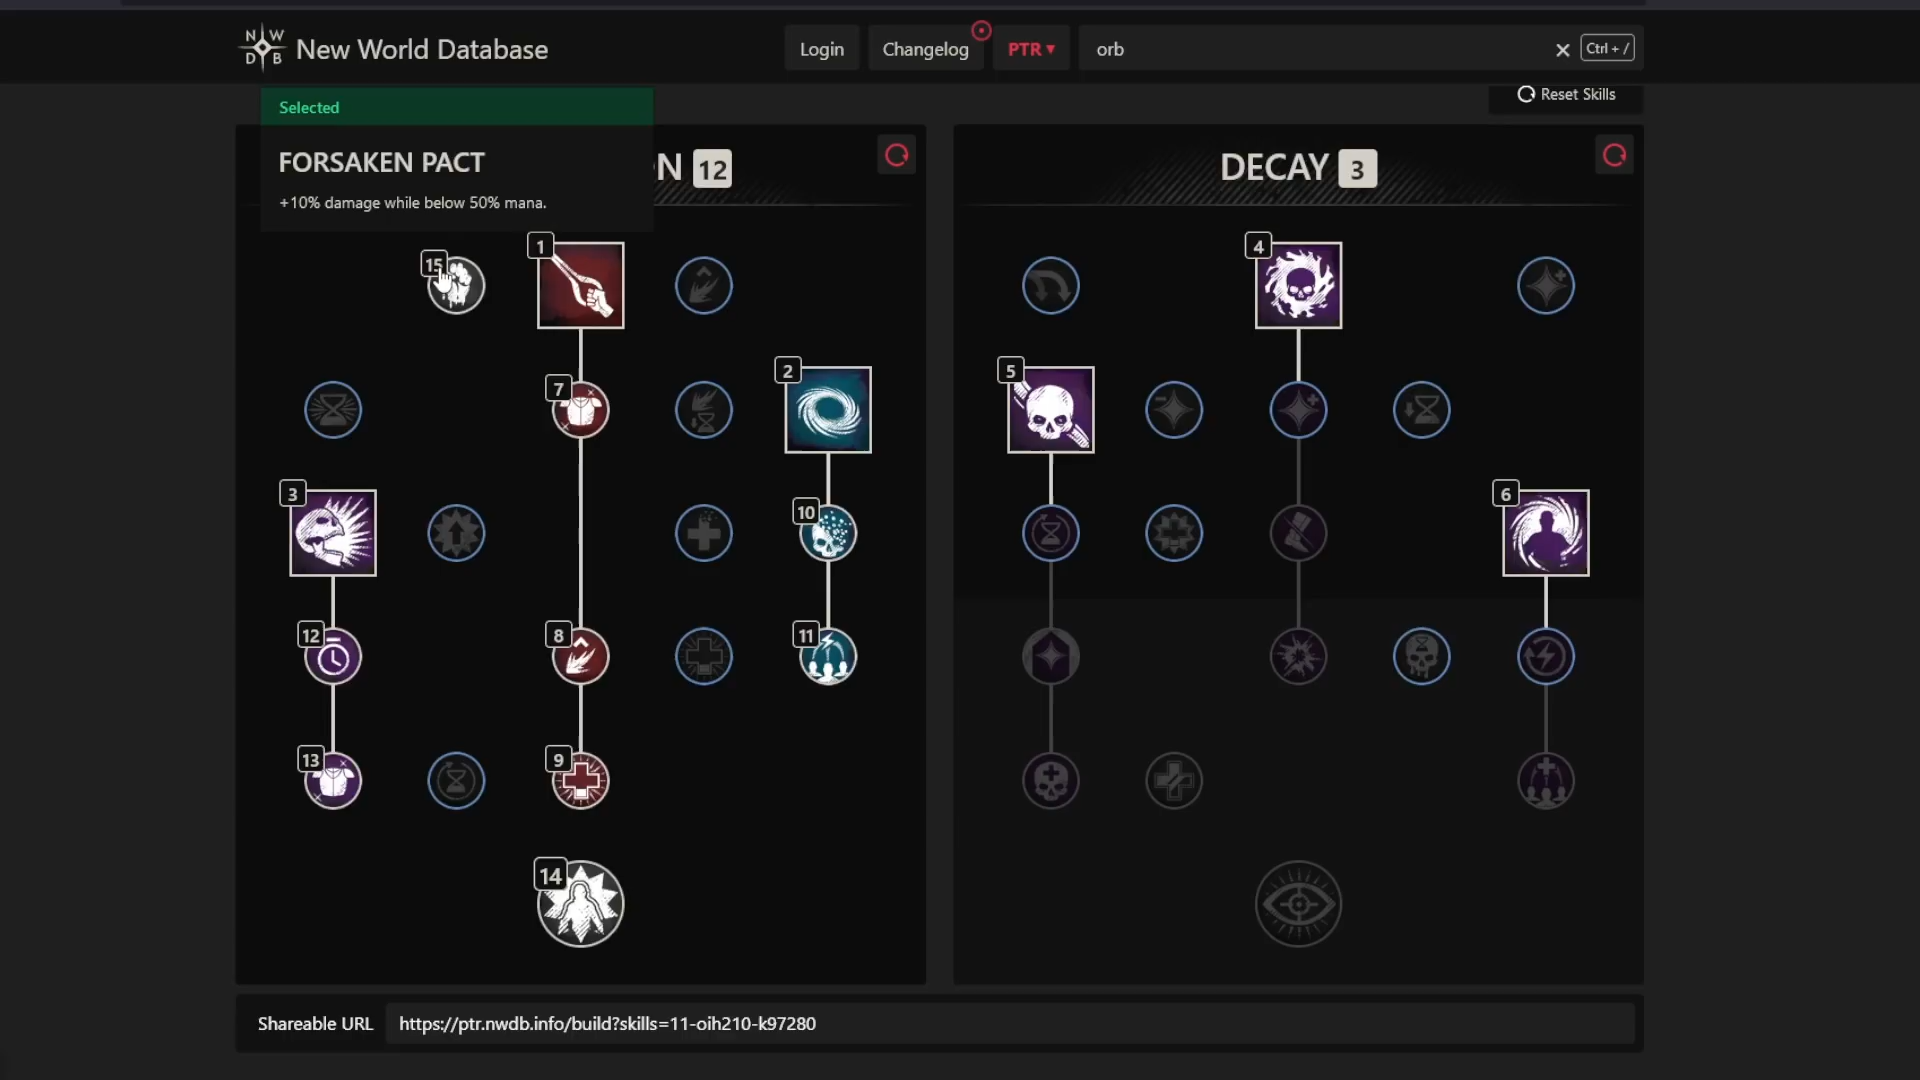 N W D B New World Database
Login
Changelog
PTR ▾
orb
Ctrl + /
Reset Skills
Selected
FORSAKEN PACT
+10% damage while below 50% mana.
N 12
DECAY 3
15
1
4
7
2
5
3
10
6
12
8
11
13
9
14
Shareable URL
https://ptr.nwdb.info/build?skills=11-oih210-k97280